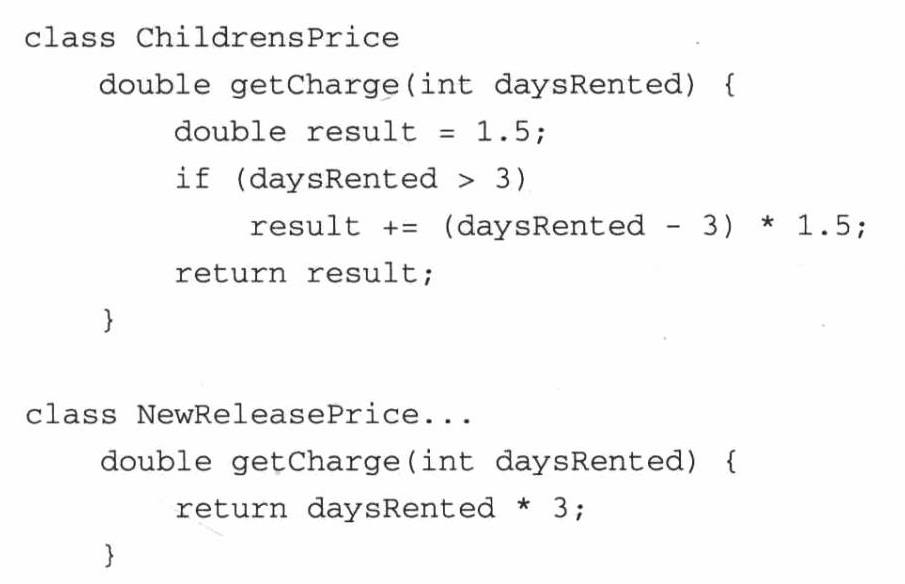 class ChildrensPrice
    double getCharge(int daysRented) {
        double result = 1.5;
        if (daysRented > 3)
            result += (daysRented - 3) * 1.5;
        return result;
    }

class NewReleasePrice...
    double getCharge(int daysRented) {
        return daysRented * 3;
    }